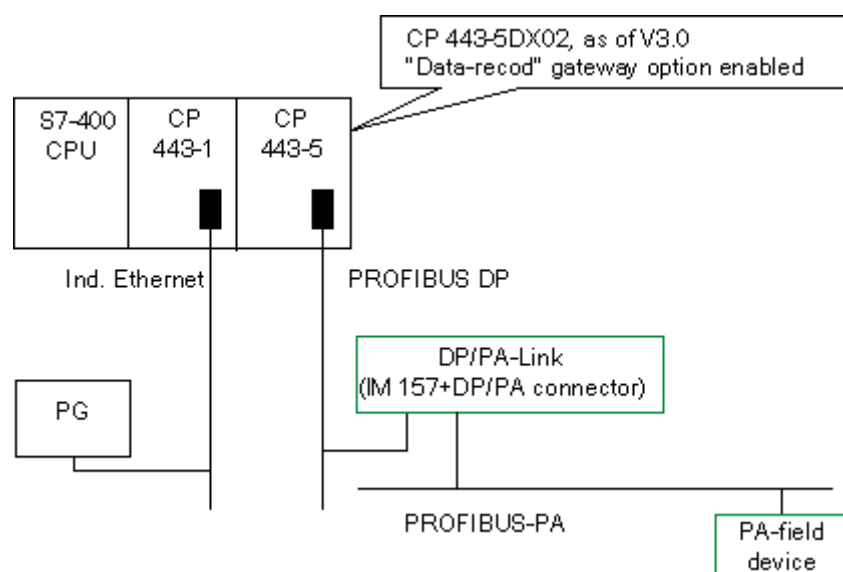 CP 443-5DX02, as of V3.0
"Data-recod" gateway option enabled
S7-400
CPU
CP
443-1
CP
443-5
Ind. Ethernet
PROFIBUS DP
DP/PA-Link
(IM 157+DP/PA connector)
PG
PROFIBUS-PA
PA-field
device